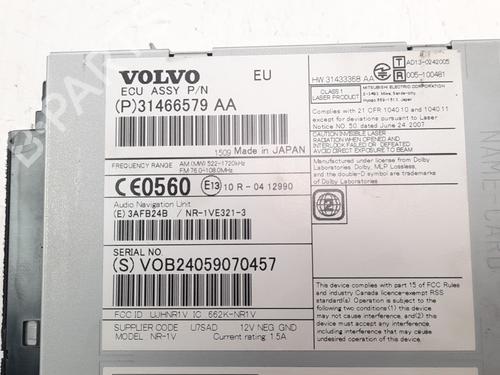 VOLVO
EU
ECU ASSY P/N
(P)31466579 AA
1509 Made in JAPAN
FREQUENCY RANGE
AM (MW) 522-1720kHz
FM 76.0-108.0MHz
CE0560 E13 10 R - 04 12990
Audio Navigation Unit
(E) 3AFB24B / NR-1VE321-3
SERIAL NO.
(S) VOB24059070457
FCC ID UJHNR1V IC 662K-NR1V
SUPPLIER CODE U7SAD 12V NEG GND
MODEL NR-1V Current rating 15A
HW 31433368 AA
T AD13-0242005
R 005-100461
CLASS 1
LASER PRODUCT
MITSUBISHI ELECTRIC CORPORATION
Complies with 21 CFR 1040.10 and 1040.11
except for deviations pursuant to Laser
Notice No. 50, dated June 24, 2007
CAUTION-VISIBLE LASER
RADIATION WHEN OPEN AND
INTERLOCK FAILED OR DEFEATED
AVOID DIRECT EXPOSURE TO BEAM
Manufactured under license from Dolby
Laboratories. Dolby, MLP Lossless,
and the double-D symbol are trademarks
of Dolby Laboratories
2
This device complies with part 15 of FCC Rules
and Industry Canada licence-exempt RSS
standard(s). Operation is subject to the
following two conditions: (1) this device
may not cause interference, and (2) this device
must accept any interference, including
interference that may cause
undesired operation of this device.